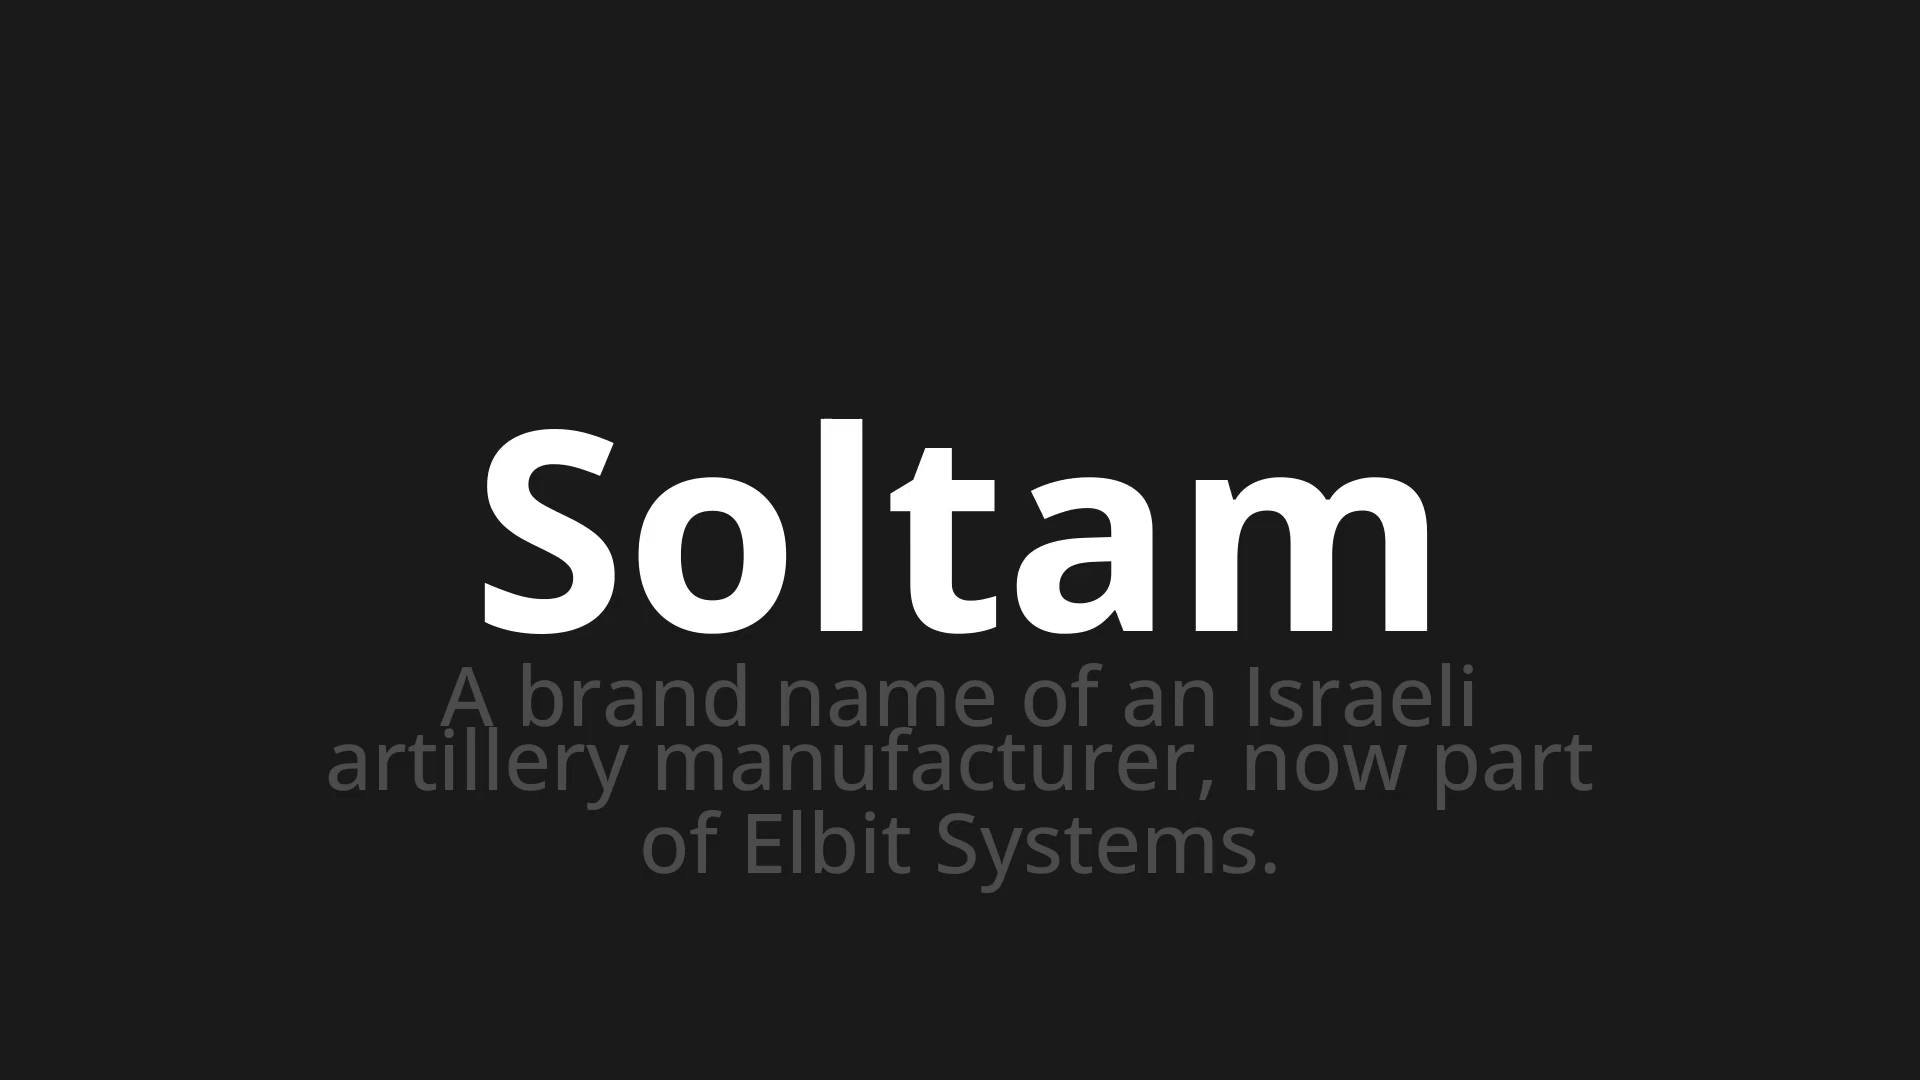 Soltam
A brand name of an Israeli
artillery manufacturer, now part
of Elbit Systems.